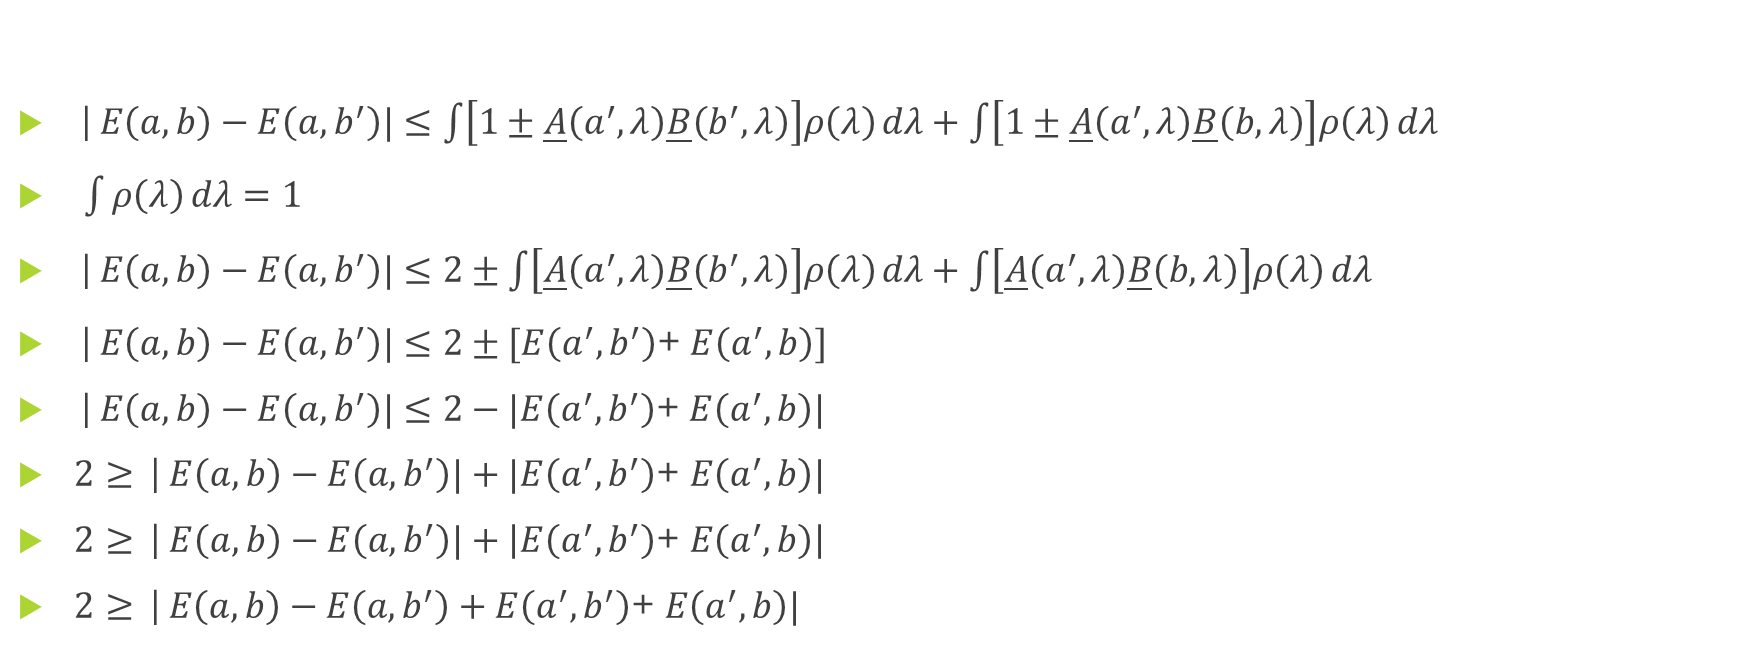 | E(a, b) − E(a, b′)| ≤ ∫[1 ± A̲(a′, λ)B̲(b′, λ)]ρ(λ) dλ + ∫[1 ± A̲(a′, λ)B̲(b, λ)]ρ(λ) dλ
∫ ρ(λ) dλ = 1
| E(a, b) − E(a, b′)| ≤ 2 ± ∫[A̲(a′, λ)B̲(b′, λ)]ρ(λ) dλ + ∫[A̲(a′, λ)B̲(b, λ)]ρ(λ) dλ
| E(a, b) − E(a, b′)| ≤ 2 ± [E(a′, b′)+ E(a′, b)]
| E(a, b) − E(a, b′)| ≤ 2 − |E(a′, b′)+ E(a′, b)|
2 ≥ | E(a, b) − E(a, b′)| + |E(a′, b′)+ E(a′, b)|
2 ≥ | E(a, b) − E(a, b′)| + |E(a′, b′)+ E(a′, b)|
2 ≥ | E(a, b) − E(a, b′) + E(a′, b′)+ E(a′, b)|